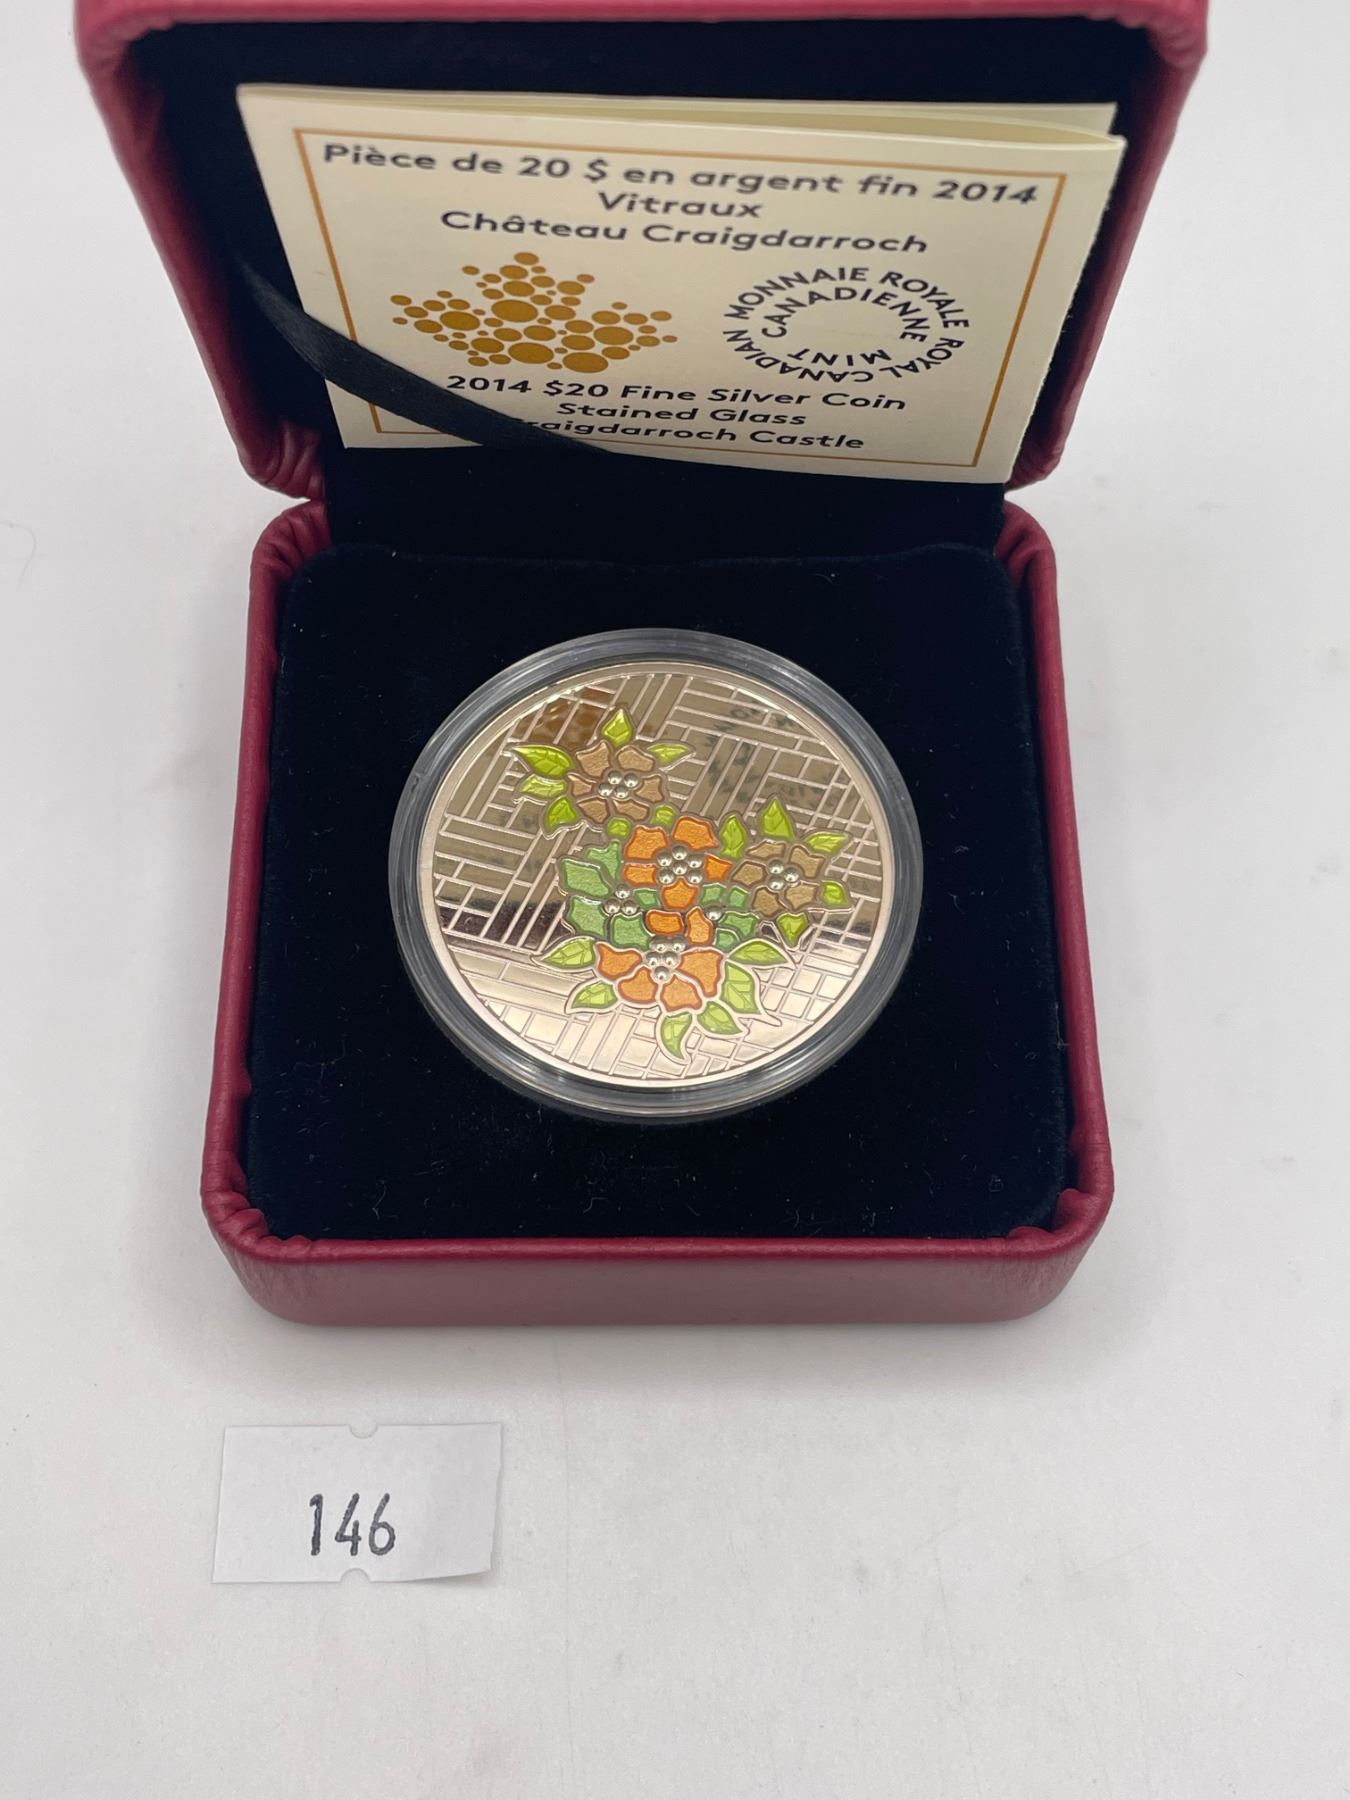 Pièce de 20 $ en argent fin 2014
Vitraux
Château Craigdarroch
MONNAIE ROYALE CANADIENNE
ROYAL CANADIAN MINT
2014 $20 Fine Silver Coin
Stained Glass
raigdarroch Castle
146